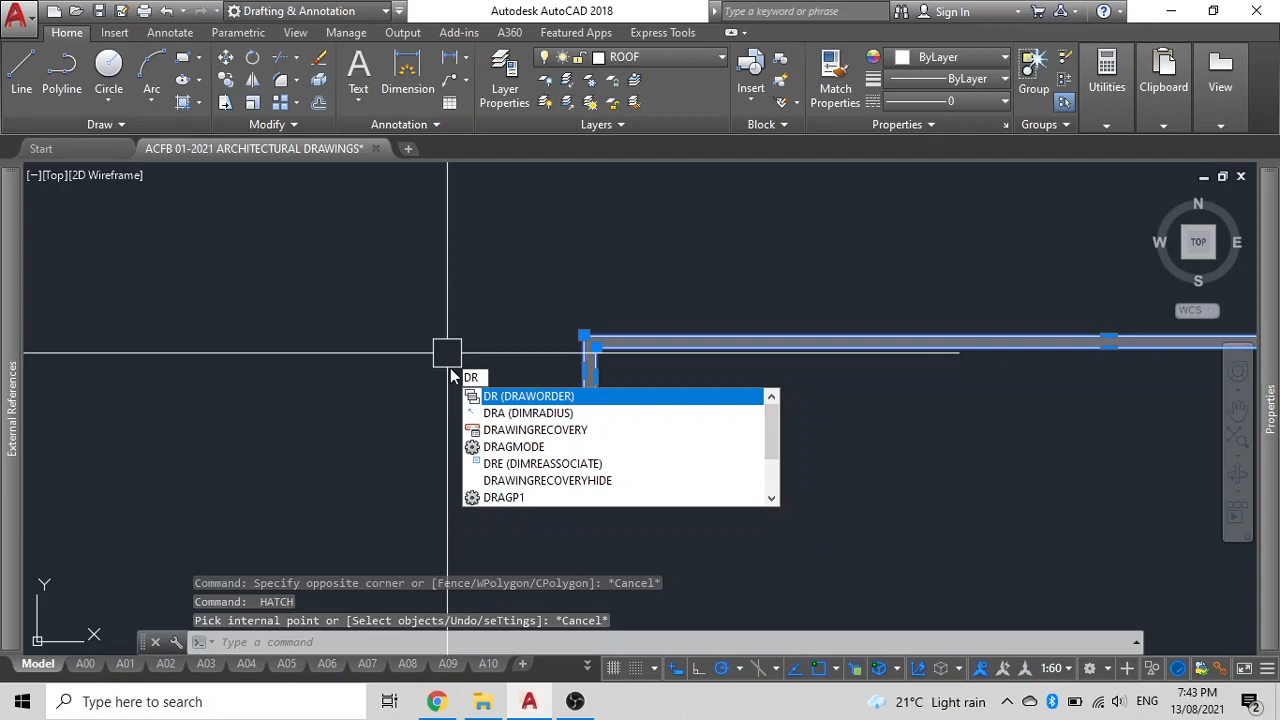 Drafting & Annotation
Autodesk AutoCAD 2018
Type a keyword or phrase
Sign In
Home
Insert
Annotate
Parametric
View
Manage
Output
Add-ins
A360
Featured Apps
Express Tools
Line
Polyline
Circle
Arc
Text
Dimension
Layer
Properties
ROOF
Insert
Match
Properties
ByLayer
ByLayer
0
Group
Utilities
Clipboard
View
Draw
Modify
Annotation
Layers
Block
Properties
Groups
Start
ACFB 01-2021 ARCHITECTURAL DRAWINGS*
[−][Top][2D Wireframe]
N
W
TOP
E
S
WCS
External References
Properties
DR
DR (DRAWORDER)
DRA (DIMRADIUS)
DRAWINGRECOVERY
DRAGMODE
DRE (DIMREASSOCIATE)
DRAWINGRECOVERYHIDE
DRAGP1
Y
X
Command: Specify opposite corner or [Fence/WPolygon/CPolygon]: *Cancel*
Command: HATCH
Pick internal point or [Select objects/Undo/seTtings]: *Cancel*
Type a command
Model
A00
A01
A02
A03
A04
A05
A06
A07
A08
A09
A10
1:60
Type here to search
21°C Light rain
ENG
7:43 PM
13/08/2021
2